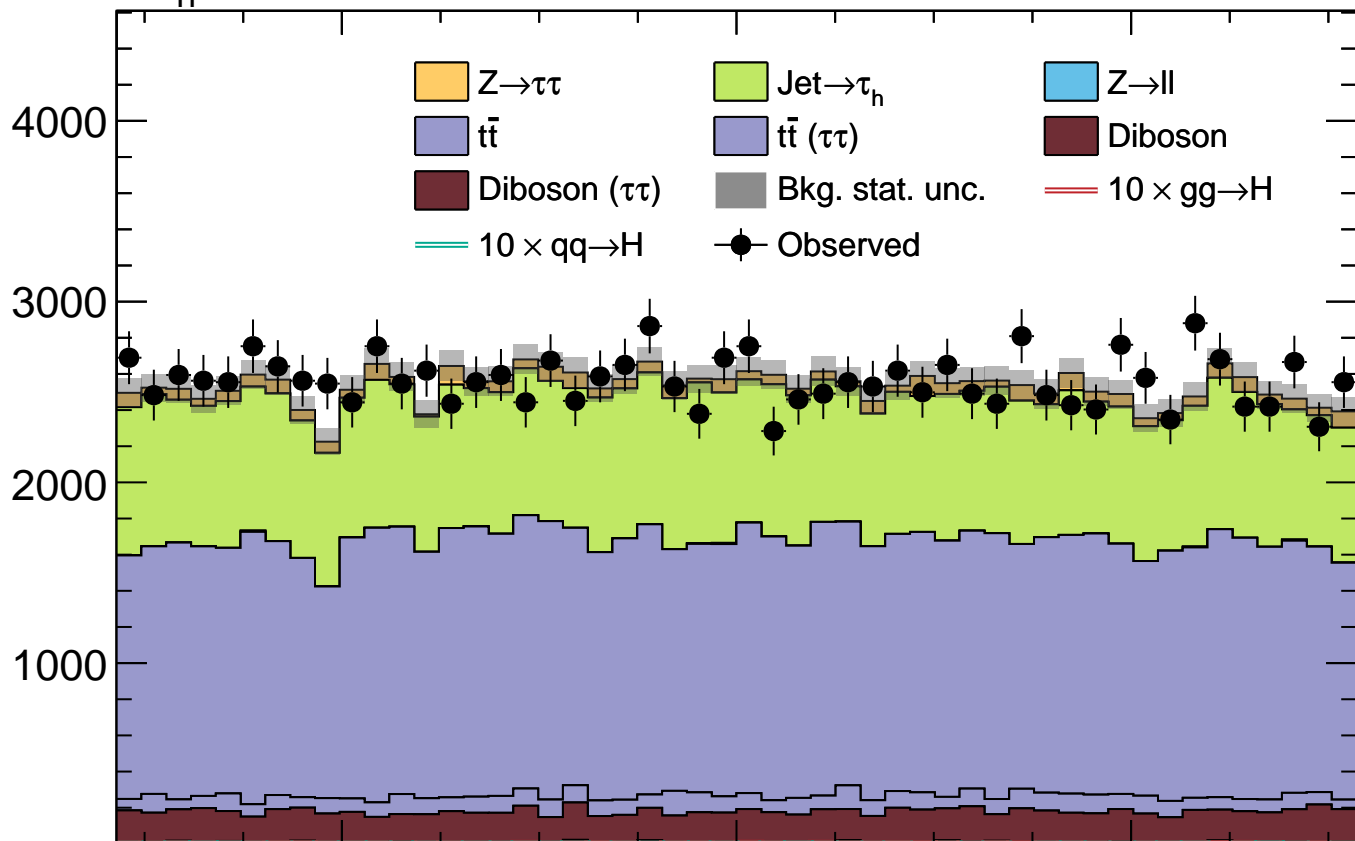 Z→ττ Jet→τh Z→ll
tt̄ tt̄ (ττ) Diboson
Diboson (ττ) Bkg. stat. unc. 10 × gg→H
10 × qq→H Observed
4000
3000
2000
1000